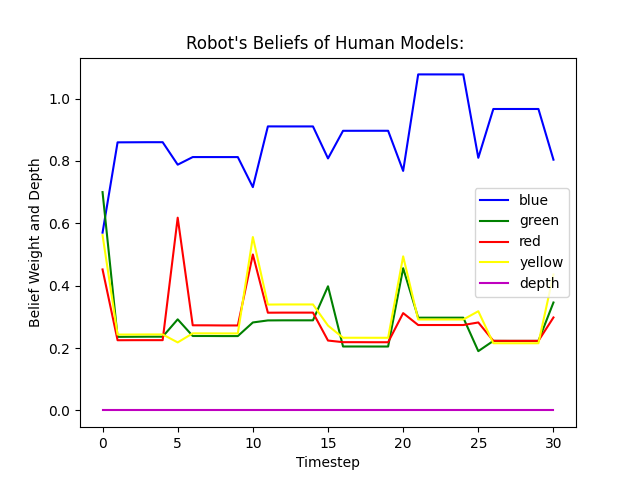 Robot's Beliefs of Human Models:
Belief Weight and Depth
1.0
0.8
0.6
0.4
0.2
0.0
blue
green
red
yellow
depth
0 5 10 15 20 25 30
Timestep